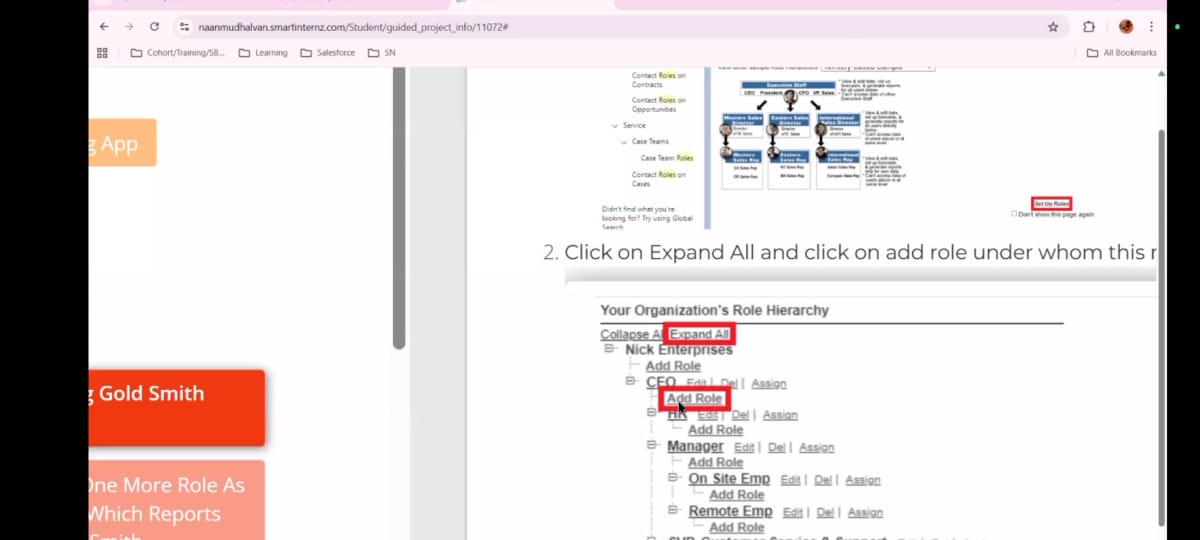 naanmudhalvan.smartinternz.com/Student/guided_project_info/11072#
Cohort/Training/SB... Learning Salesforce SN All Bookmarks
g App
g Gold Smith
One More Role As
Which Reports
Contact Roles on
Contracts
Contact Roles on
Opportunities
Service
Case Teams
Case Team Roles
Contact Roles on
Cases
Didn't find what you're
looking for? Try using Global
Search.
Executive Staff
CEO President CFO VP, Sales
Western Sales
Director
Eastern Sales
Director
International
Sales Director
Western
Sales Rep
Eastern
Sales Rep
International
Sales Rep
Set Up Roles
Don't show this page again
2. Click on Expand All and click on add role under whom this r
Your Organization's Role Hierarchy
Collapse Al Expand All
Nick Enterprises
Add Role
CEO Edit | Del | Assign
Add Role
HR Edit | Del | Assign
Add Role
Manager Edit | Del | Assign
Add Role
On Site Emp Edit | Del | Assign
Add Role
Remote Emp Edit | Del | Assign
Add Role